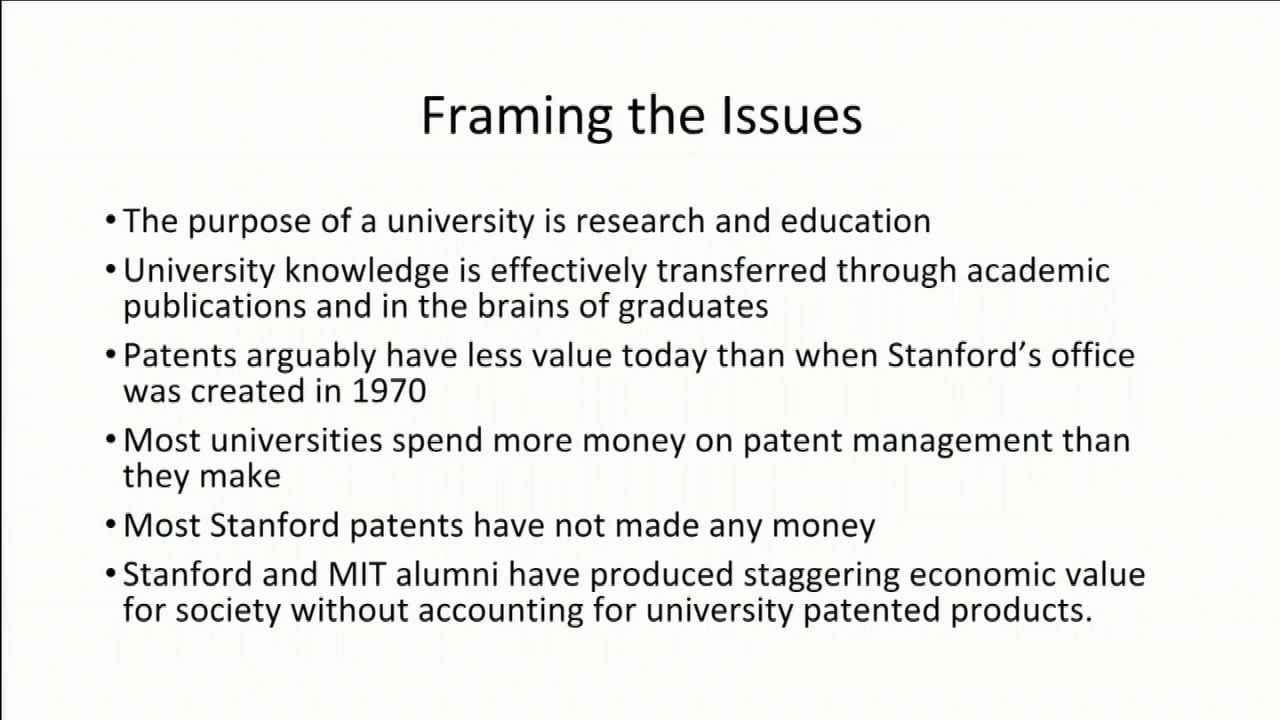 Framing the Issues
• The purpose of a university is research and education
• University knowledge is effectively transferred through academic
publications and in the brains of graduates
• Patents arguably have less value today than when Stanford’s office
was created in 1970
• Most universities spend more money on patent management than
they make
• Most Stanford patents have not made any money
• Stanford and MIT alumni have produced staggering economic value
for society without accounting for university patented products.